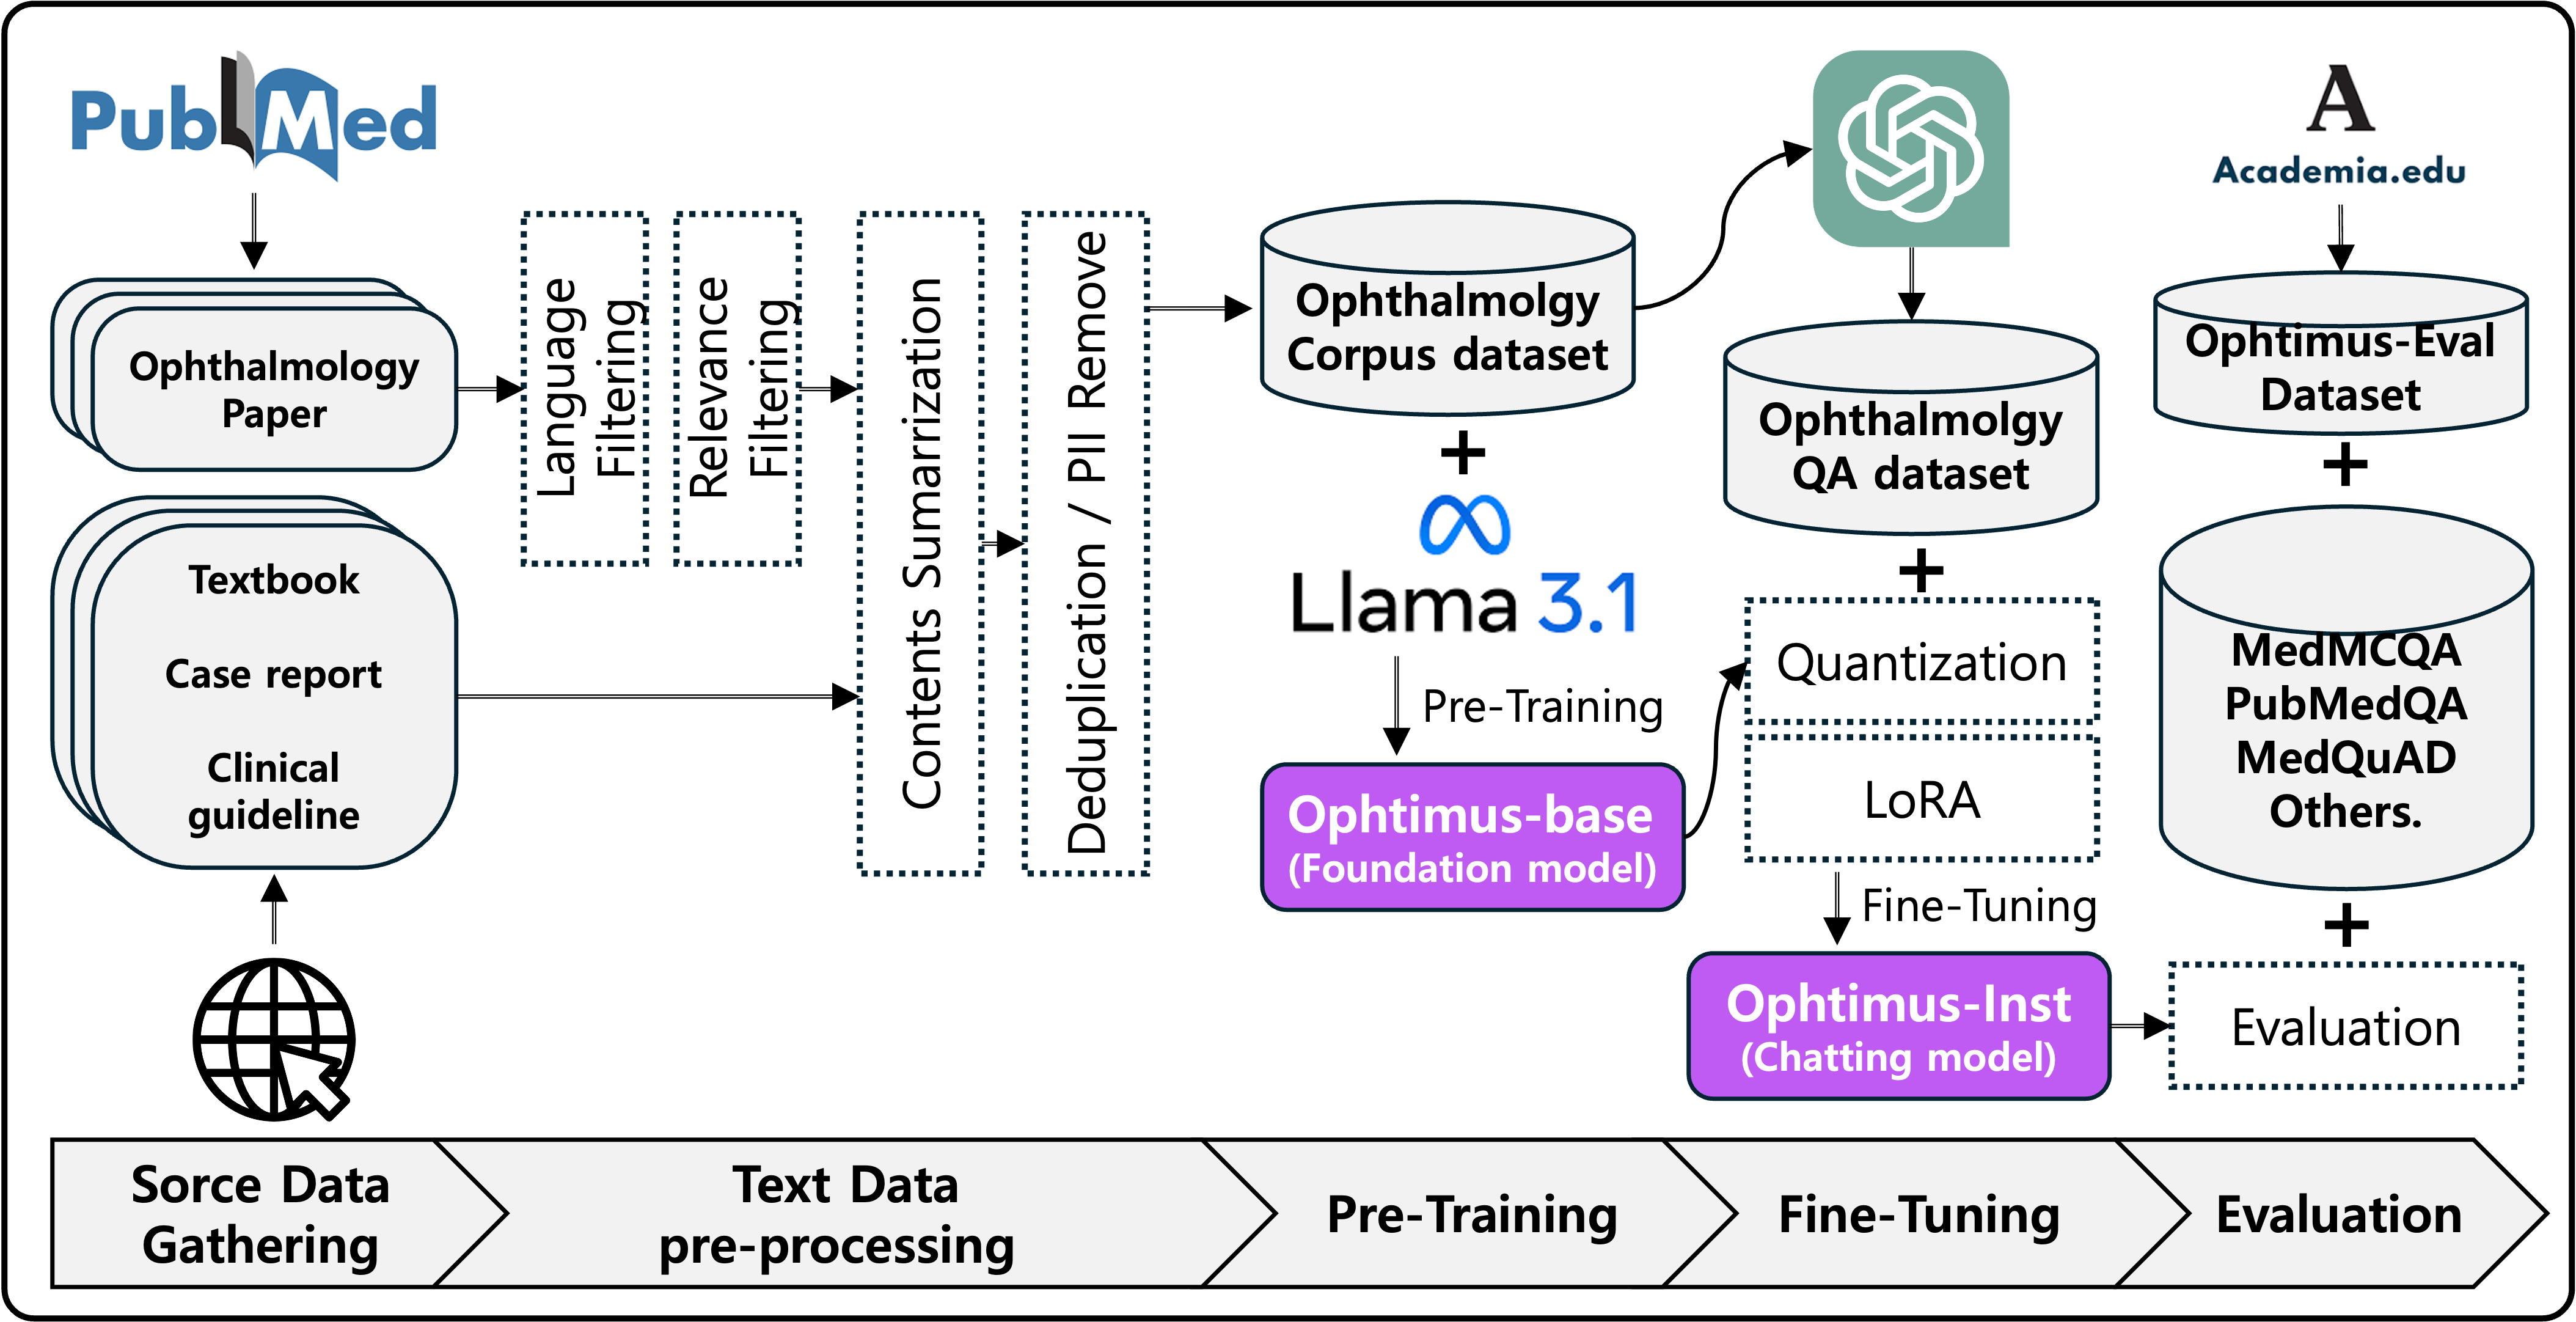 PubMed
Ophthalmology
Paper
Textbook
Case report
Clinical
guideline
Language
Filtering
Relevance
Filtering
Contents Sumarrization
Deduplication / PII Remove
Ophthalmolgy
Corpus dataset
+
Llama 3.1
Pre-Training
Ophtimus-base
(Foundation model)
Ophthalmolgy
QA dataset
+
Quantization
LoRA
Fine-Tuning
Ophtimus-Inst
(Chatting model)
A
Academia.edu
Ophtimus-Eval
Dataset
+
MedMCQA
PubMedQA
MedQuAD
Others.
+
Evaluation
Sorce Data
Gathering
Text Data
pre-processing
Pre-Training
Fine-Tuning
Evaluation